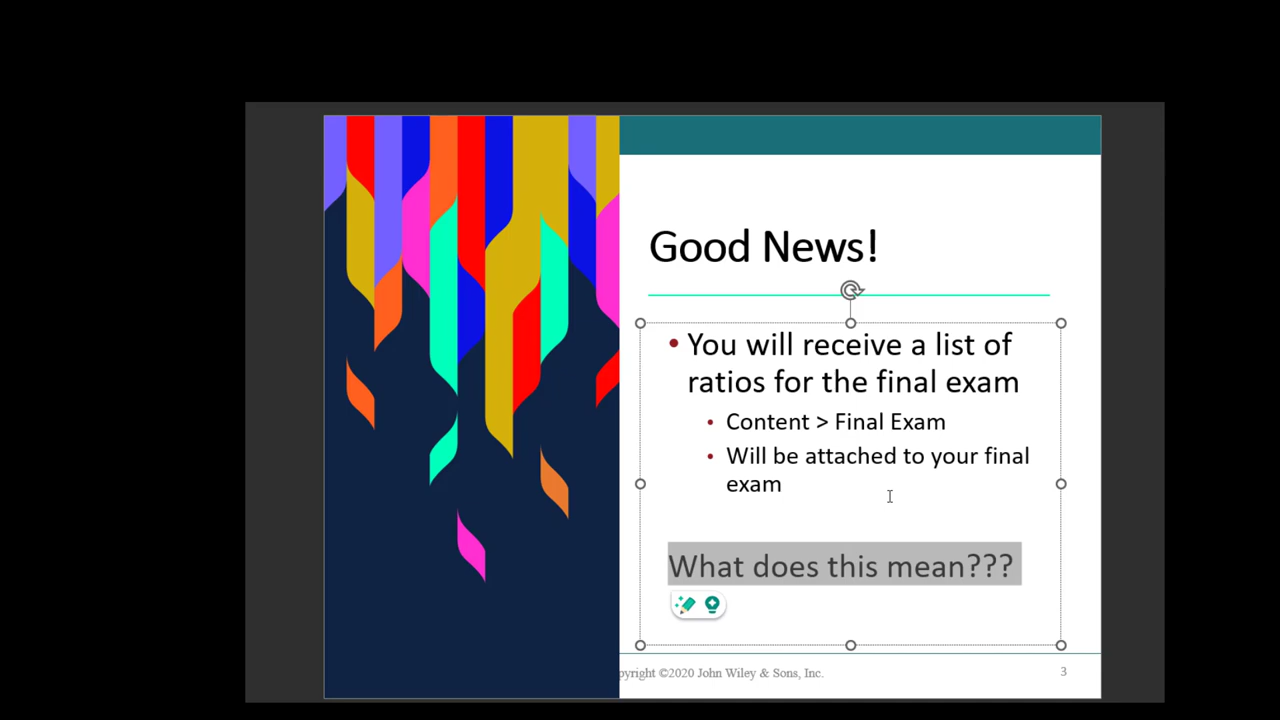 Good News!
• You will receive a list of
ratios for the final exam
• Content > Final Exam
• Will be attached to your final
exam
What does this mean???
pyright ©2020 John Wiley & Sons, Inc.
3